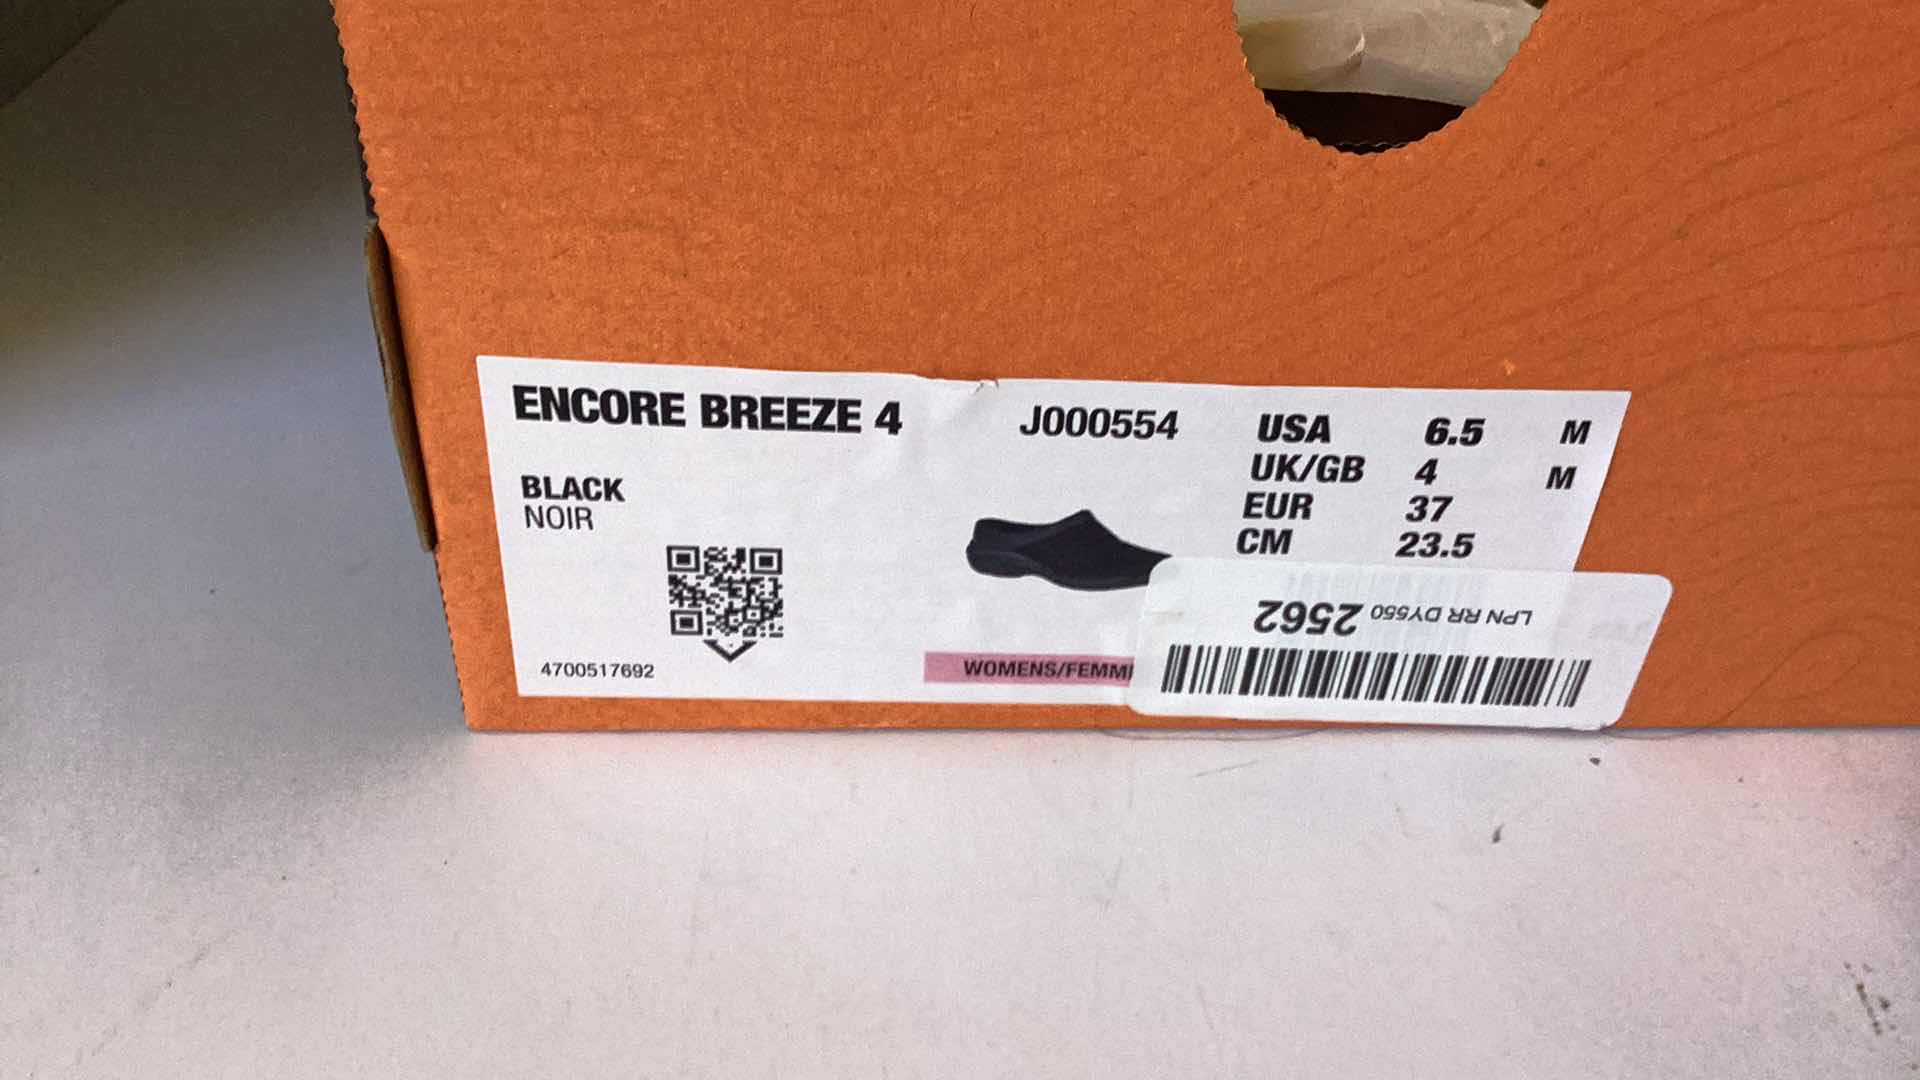 ENCORE BREEZE 4
J000554
USA 6.5 M
UK/GB 4 M
EUR 37
CM 23.5
BLACK
NOIR
4700517692
WOMENS/FEMM
LPN RR DY550 2562